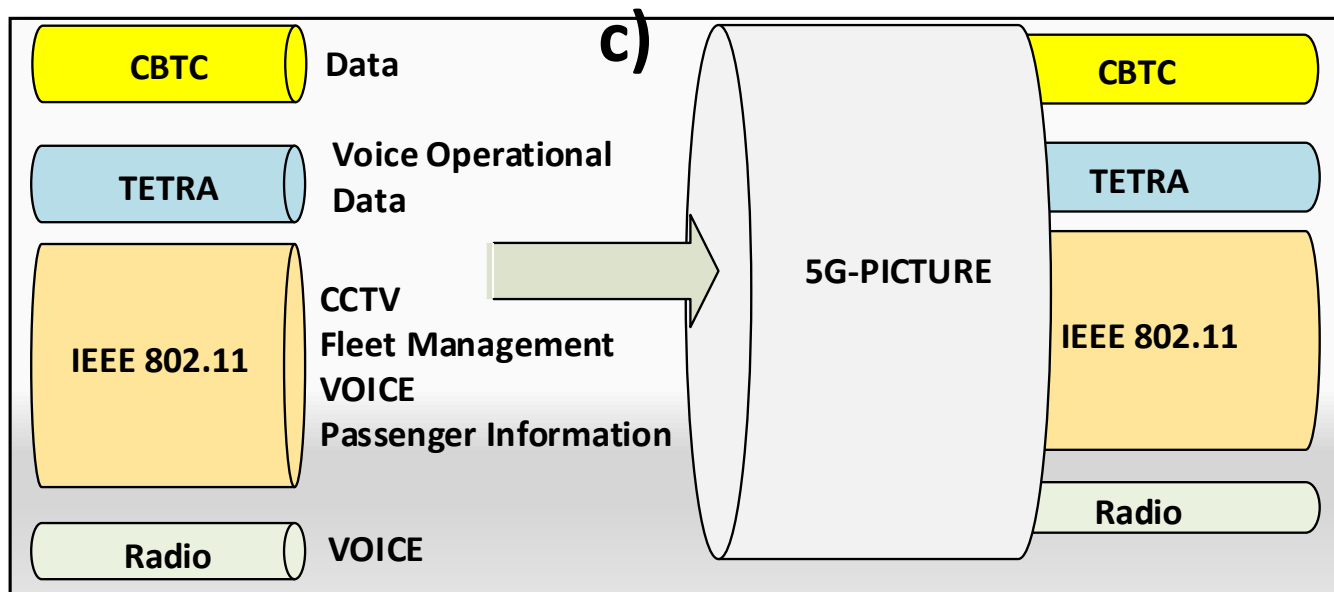 c)
CBTC
Data
TETRA
Voice Operational
Data
IEEE 802.11
CCTV
Fleet Management
VOICE
Passenger Information
Radio
VOICE
5G-PICTURE
CBTC
TETRA
IEEE 802.11
Radio